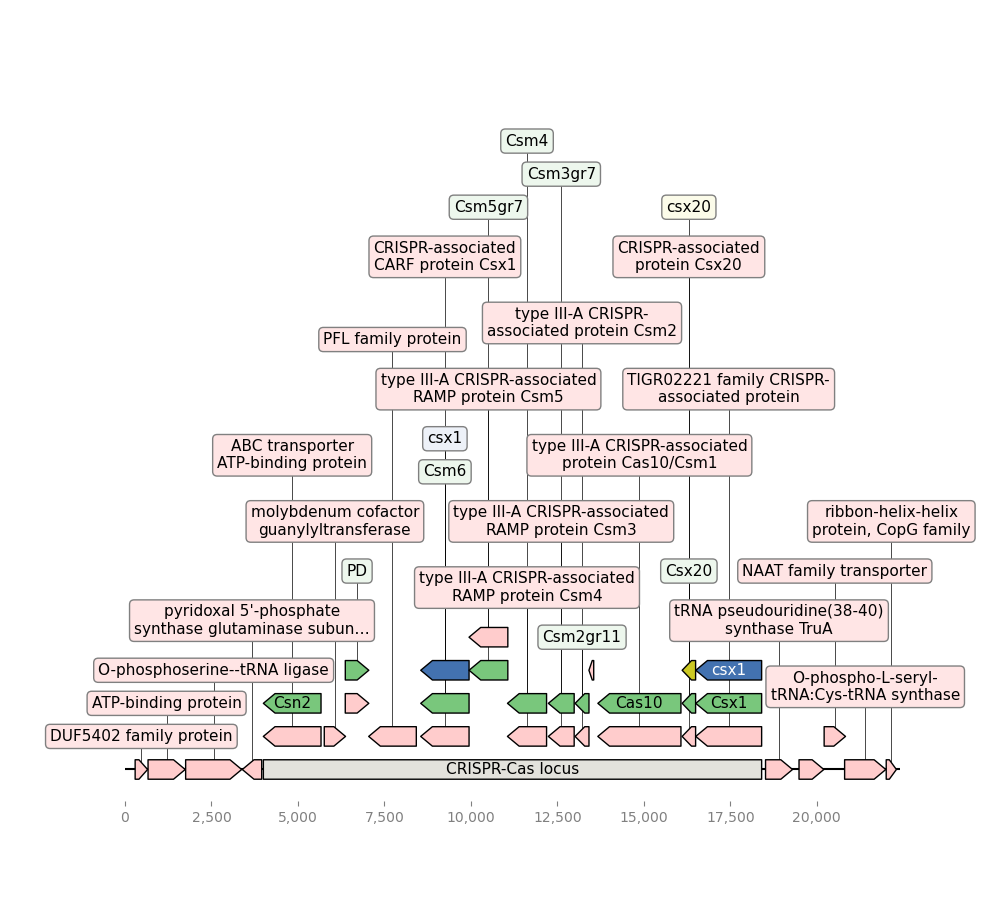 Csm4
Csm3gr7
Csm5gr7
csx20
CRISPR-associated
CARF protein Csx1
CRISPR-associated
protein Csx20
type III-A CRISPR-
associated protein Csm2
PFL family protein
type III-A CRISPR-associated
RAMP protein Csm5
TIGR02221 family CRISPR-
associated protein
csx1
ABC transporter
ATP-binding protein
type III-A CRISPR-associated
protein Cas10/Csm1
Csm6
molybdenum cofactor
guanylyltransferase
type III-A CRISPR-associated
RAMP protein Csm3
ribbon-helix-helix
protein, CopG family
PD
Csx20
NAAT family transporter
type III-A CRISPR-associated
RAMP protein Csm4
pyridoxal 5'-phosphate
synthase glutaminase subun...
tRNA pseudouridine(38-40)
synthase TruA
Csm2gr11
O-phosphoserine--tRNA ligase
csx1
O-phospho-L-seryl-
tRNA:Cys-tRNA synthase
ATP-binding protein
Csn2
Cas10
Csx1
DUF5402 family protein
CRISPR-Cas locus
0
2,500
5,000
7,500
10,000
12,500
15,000
17,500
20,000